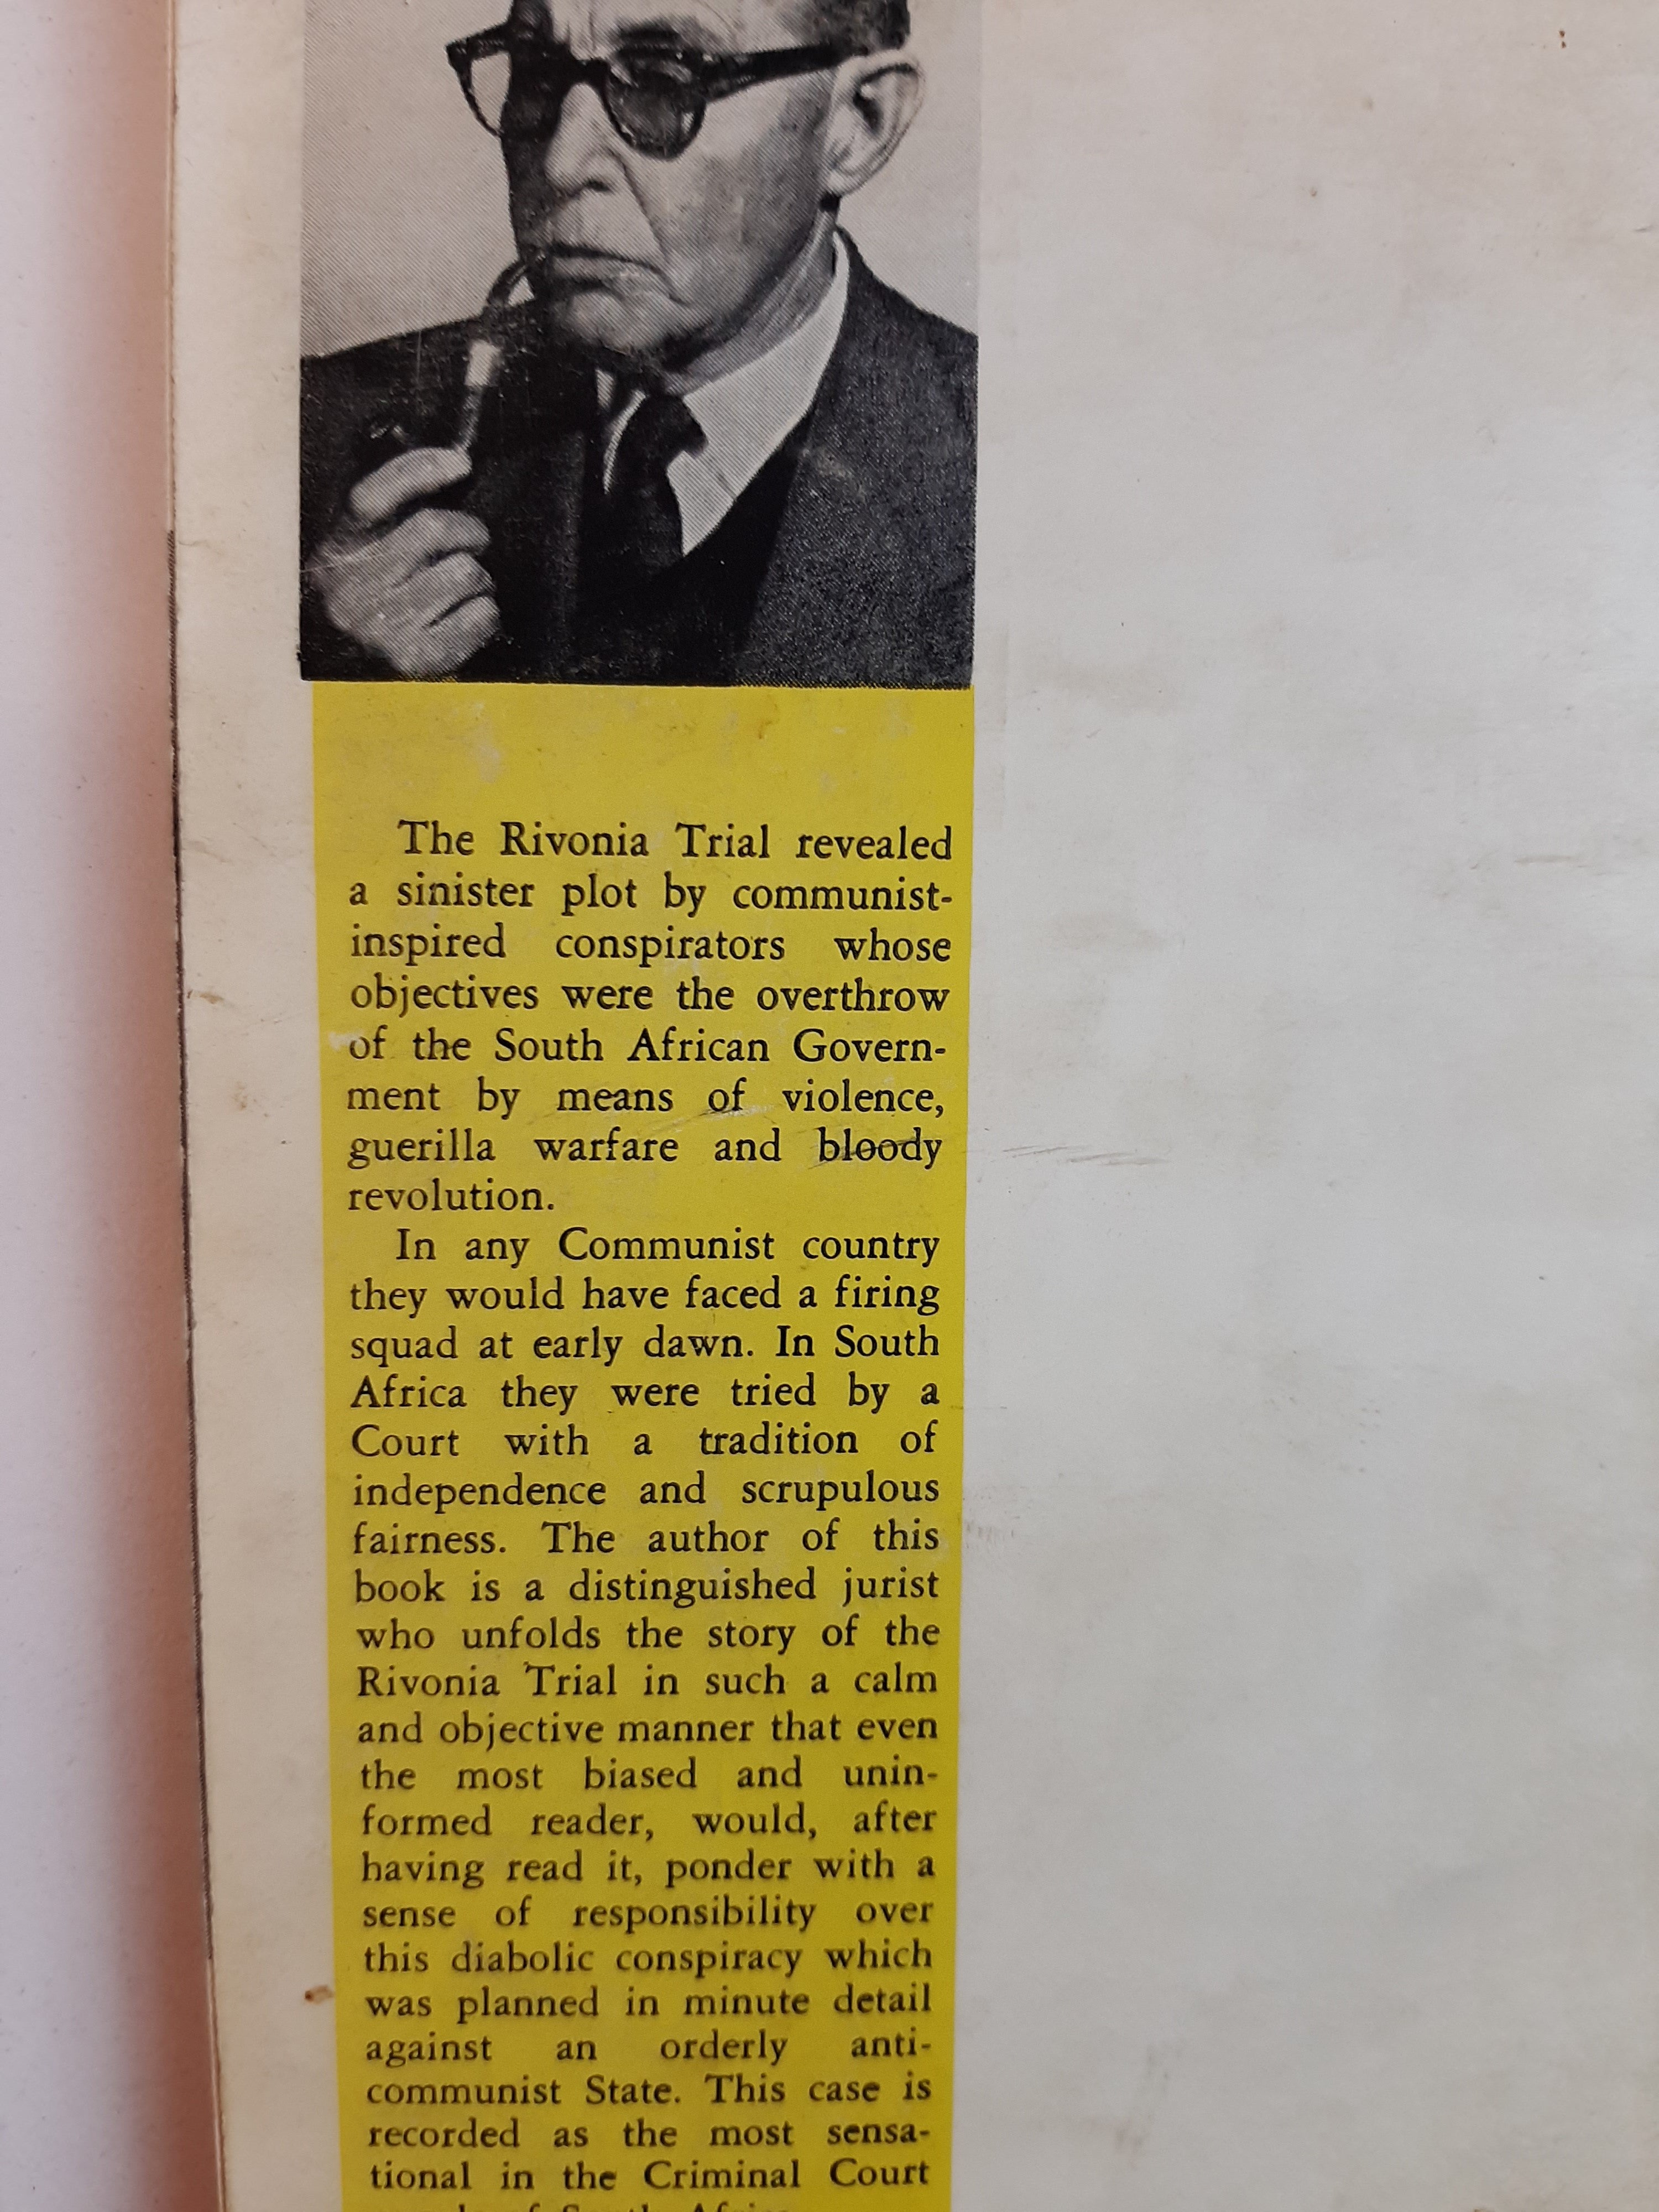 The Rivonia Trial revealed
a sinister plot by communist-
inspired conspirators whose
objectives were the overthrow
of the South African Govern-
ment by means of violence,
guerilla warfare and bloody
revolution.
In any Communist country
they would have faced a firing
squad at early dawn. In South
Africa they were tried by a
Court with a tradition of
independence and scrupulous
fairness. The author of this
book is a distinguished jurist
who unfolds the story of the
Rivonia Trial in such a calm
and objective manner that even
the most biased and unin-
formed reader, would, after
having read it, ponder with a
sense of responsibility over
this diabolic conspiracy which
was planned in minute detail
against an orderly anti-
communist State. This case is
recorded as the most sensa-
tional in the Criminal Court
of South Africa